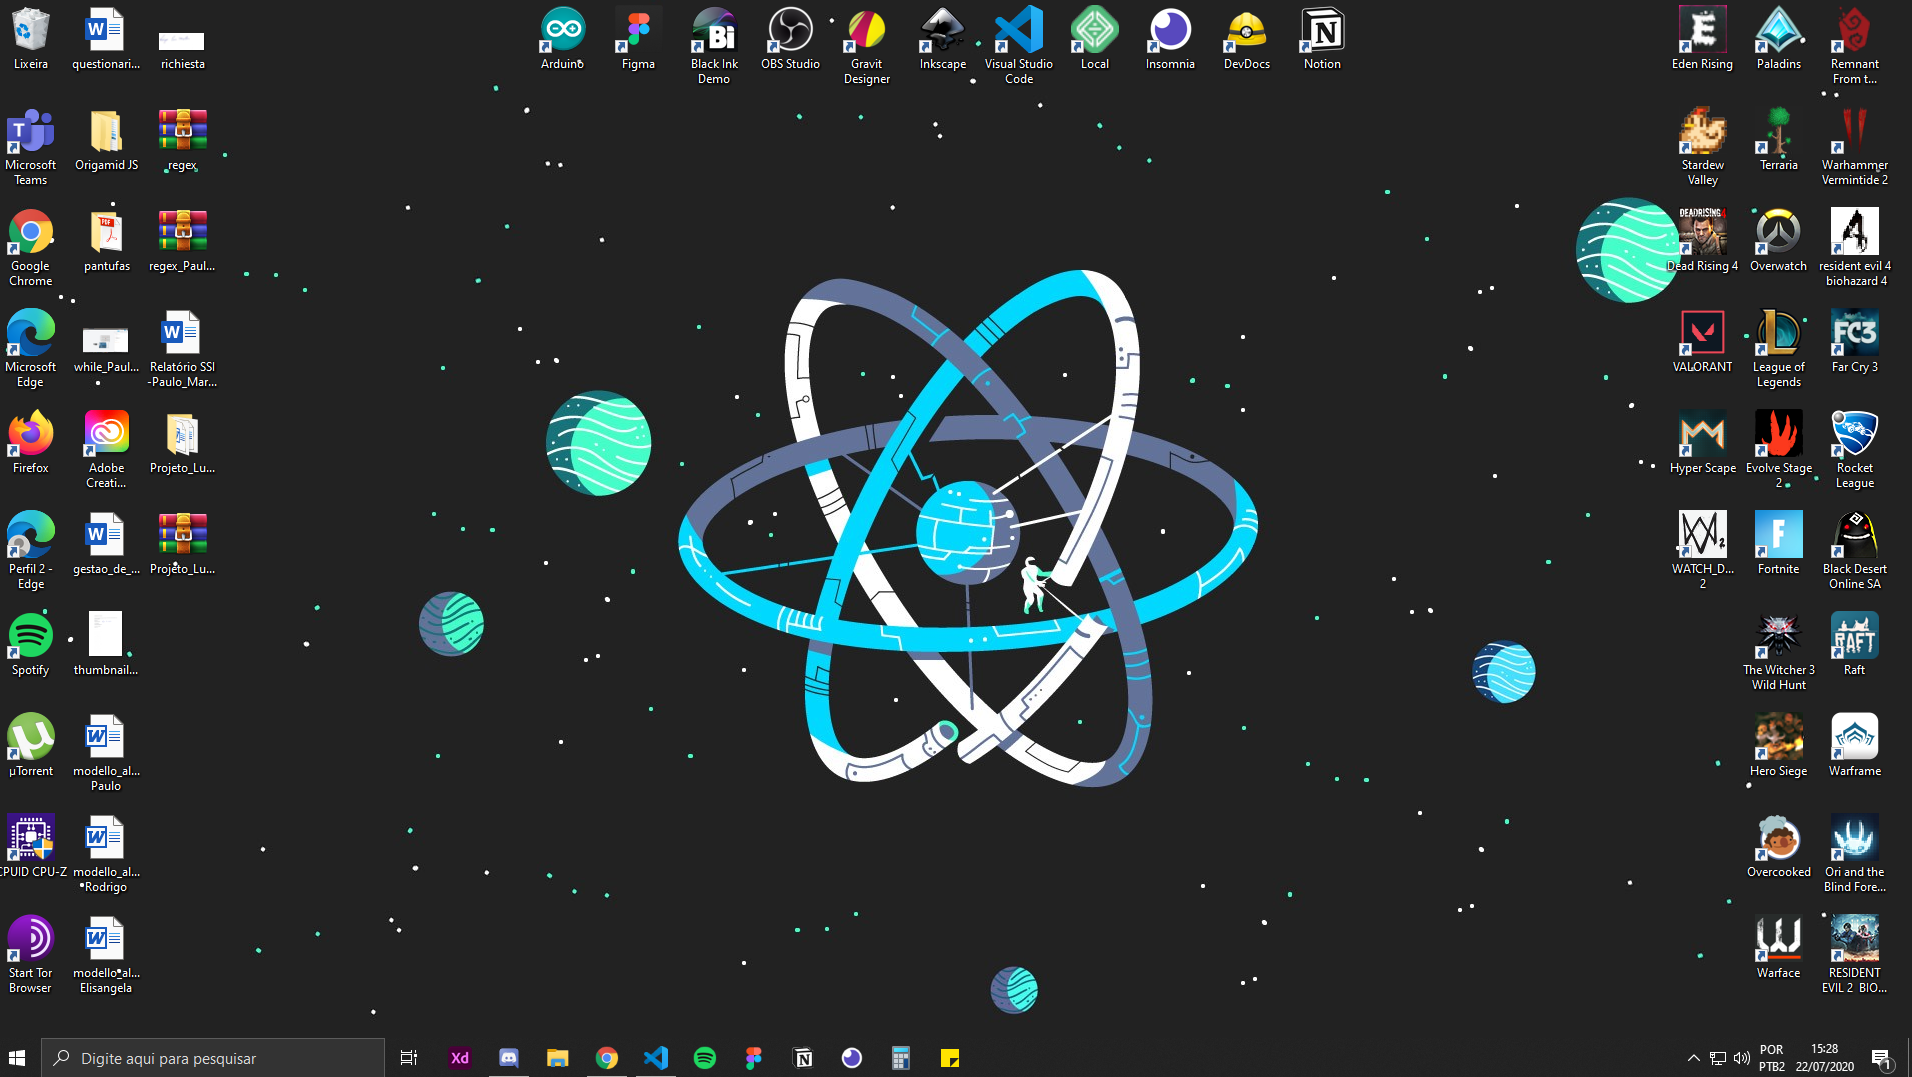 Lixeira
questionari...
richiesta
Microsoft
Teams
Origamid JS
regex
Google
Chrome
pantufas
regex_Paul...
Microsoft
Edge
while_Paul...
Relatório SSI
-Paulo_Mar...
Firefox
Adobe
Creati...
Projeto_Lu...
Perfil 2 -
Edge
gestao_de_...
Projeto_Lu...
Spotify
thumbnail...
µTorrent
modello_al...
Paulo
CPUID CPU-Z
modello_al...
Rodrigo
Start Tor
Browser
modello_al...
Elisangela
Arduino
Figma
Black Ink
Demo
OBS Studio
Gravit
Designer
Inkscape
Visual Studio
Code
Local
Insomnia
DevDocs
Notion
Eden Rising
Paladins
Remnant
From t...
Stardew
Valley
Terraria
Warhammer
Vermintide 2
Dead Rising 4
Overwatch
resident evil 4
biohazard 4
VALORANT
League of
Legends
Far Cry 3
Hyper Scape
Evolve Stage
2
Rocket
League
WATCH_D...
2
Fortnite
Black Desert
Online SA
The Witcher 3
Wild Hunt
Raft
Hero Siege
Warframe
Overcooked
Ori and the
Blind Fore...
Warface
RESIDENT
EVIL 2 BIO...
Digite aqui para pesquisar
Xd
POR
PTB2
15:28
22/07/2020
1